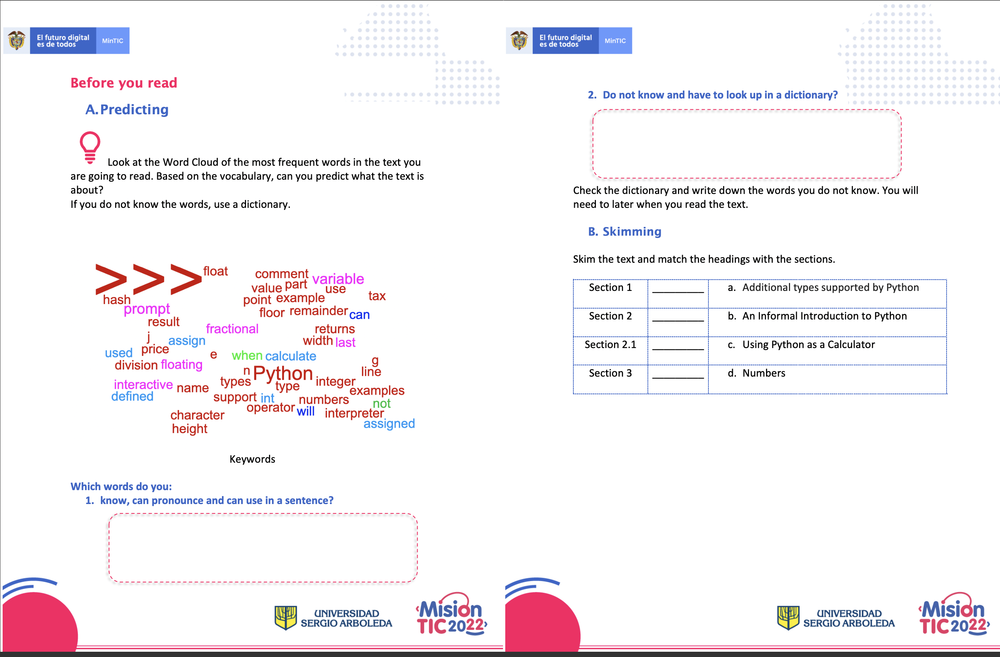 El futuro digital
es de todos
MinTIC
Before you read
A. Predicting
Look at the Word Cloud of the most frequent words in the text you
are going to read. Based on the vocabulary, can you predict what the text is
about?
If you do not know the words, use a dictionary.
>>>
float
comment
variable
value
part
use
tax
hash
point
example
prompt
floor
remainder
can
result
fractional
returns
j
assign
width
last
used
price
e
when
calculate
g
division
floating
n
Python
line
interactive
name
types
type
integer
examples
defined
support
int
numbers
not
operator
will
interpreter
character
assigned
height
Keywords
Which words do you:
1. know, can pronounce and can use in a sentence?
UNIVERSIDAD
SERGIO ARBOLEDA
‹Misión
TIC 2022›
El futuro digital
es de todos
MinTIC
2. Do not know and have to look up in a dictionary?
Check the dictionary and write down the words you do not know. You will
need to later when you read the text.
B. Skimming
Skim the text and match the headings with the sections.
Section 1 _________ a. Additional types supported by Python
Section 2 _________ b. An Informal Introduction to Python
Section 2.1 _________ c. Using Python as a Calculator
Section 3 _________ d. Numbers
UNIVERSIDAD
SERGIO ARBOLEDA
‹Misión
TIC 2022›